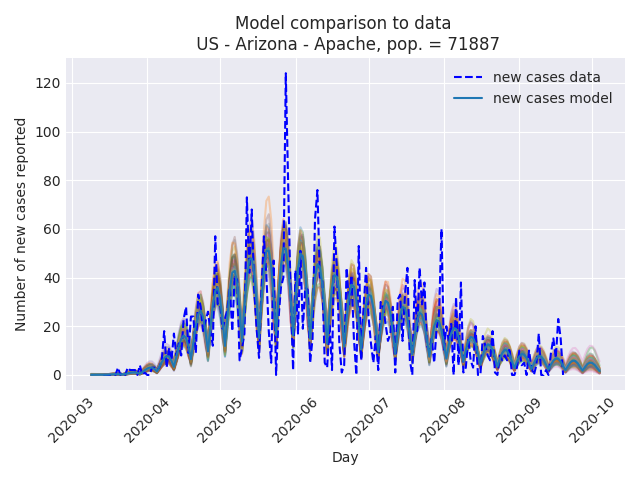 Model comparison to data
US - Arizona - Apache, pop. = 71887
new cases data
new cases model
Number of new cases reported
120
100
80
60
40
20
0
2020-03
2020-04
2020-05
2020-06
2020-07
2020-08
2020-09
2020-10
Day